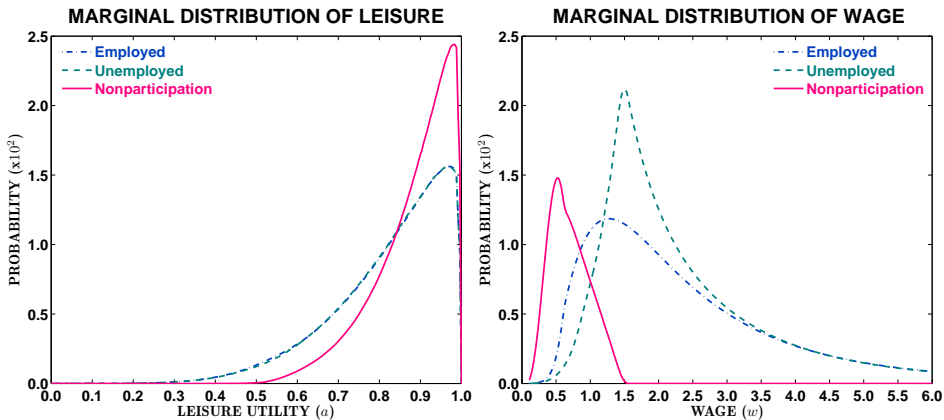 MARGINAL DISTRIBUTION OF LEISURE
2.5
2.0
1.5
1.0
0.5
0.0
PROBABILITY (x10²)
Employed
Unemployed
Nonparticipation
0.0 0.1 0.2 0.3 0.4 0.5 0.6 0.7 0.8 0.9 1.0
LEISURE UTILITY (a)
MARGINAL DISTRIBUTION OF WAGE
2.5
2.0
1.5
1.0
0.5
0.0
PROBABILITY (x10²)
Employed
Unemployed
Nonparticipation
0.0 0.5 1.0 1.5 2.0 2.5 3.0 3.5 4.0 4.5 5.0 5.5 6.0
WAGE (w)